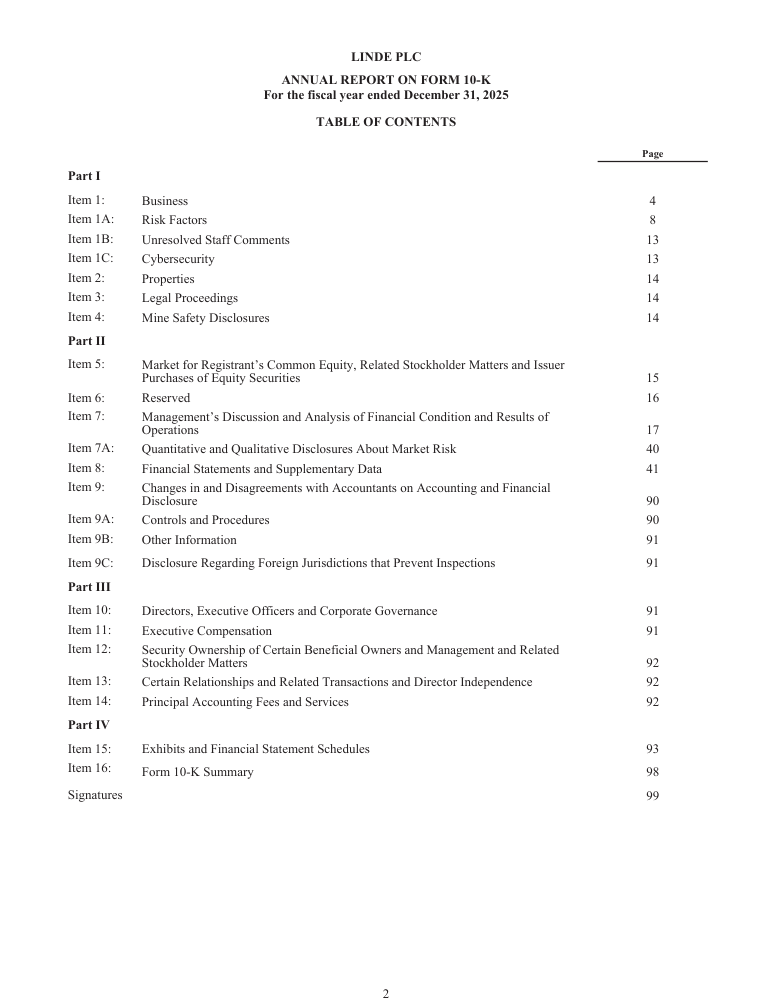 LINDE PLC
ANNUAL REPORT ON FORM 10-K
For the fiscal year ended December 31, 2025
TABLE OF CONTENTS
Page
Part I
Item 1: Business 4
Item 1A: Risk Factors 8
Item 1B: Unresolved Staff Comments 13
Item 1C: Cybersecurity 13
Item 2: Properties 14
Item 3: Legal Proceedings 14
Item 4: Mine Safety Disclosures 14
Part II
Item 5: Market for Registrant’s Common Equity, Related Stockholder Matters and Issuer
Purchases of Equity Securities 15
Item 6: Reserved 16
Item 7: Management’s Discussion and Analysis of Financial Condition and Results of
Operations 17
Item 7A: Quantitative and Qualitative Disclosures About Market Risk 40
Item 8: Financial Statements and Supplementary Data 41
Item 9: Changes in and Disagreements with Accountants on Accounting and Financial
Disclosure 90
Item 9A: Controls and Procedures 90
Item 9B: Other Information 91
Item 9C: Disclosure Regarding Foreign Jurisdictions that Prevent Inspections 91
Part III
Item 10: Directors, Executive Officers and Corporate Governance 91
Item 11: Executive Compensation 91
Item 12: Security Ownership of Certain Beneficial Owners and Management and Related
Stockholder Matters 92
Item 13: Certain Relationships and Related Transactions and Director Independence 92
Item 14: Principal Accounting Fees and Services 92
Part IV
Item 15: Exhibits and Financial Statement Schedules 93
Item 16: Form 10-K Summary 98
Signatures 99
2